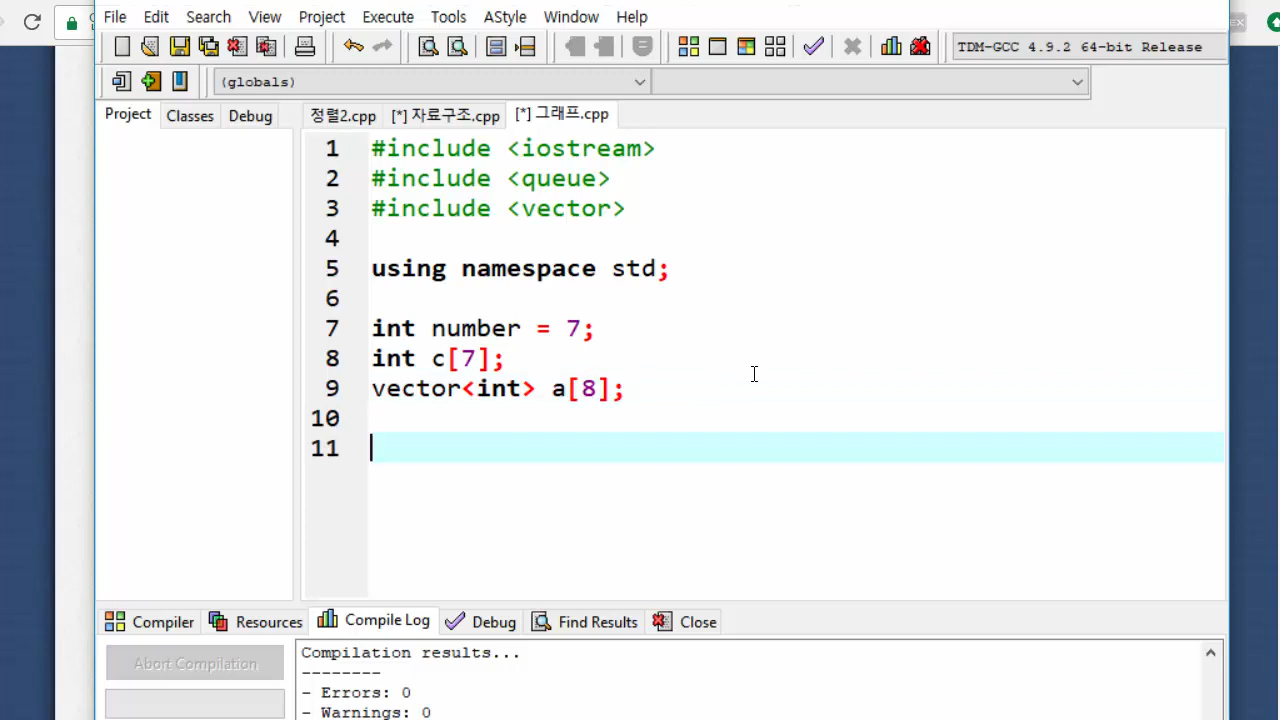 File Edit Search View Project Execute Tools AStyle Window Help
TDM-GCC 4.9.2 64-bit Release
(globals)
Project Classes Debug
정렬2.cpp [*] 자료구조.cpp [*] 그래프.cpp
1 #include <iostream>
2 #include <queue>
3 #include <vector>
4
5 using namespace std;
6
7 int number = 7;
8 int c[7];
9 vector<int> a[8];
10
11
Compiler Resources Compile Log Debug Find Results Close
Abort Compilation
Compilation results...
--------
- Errors: 0
- Warnings: 0